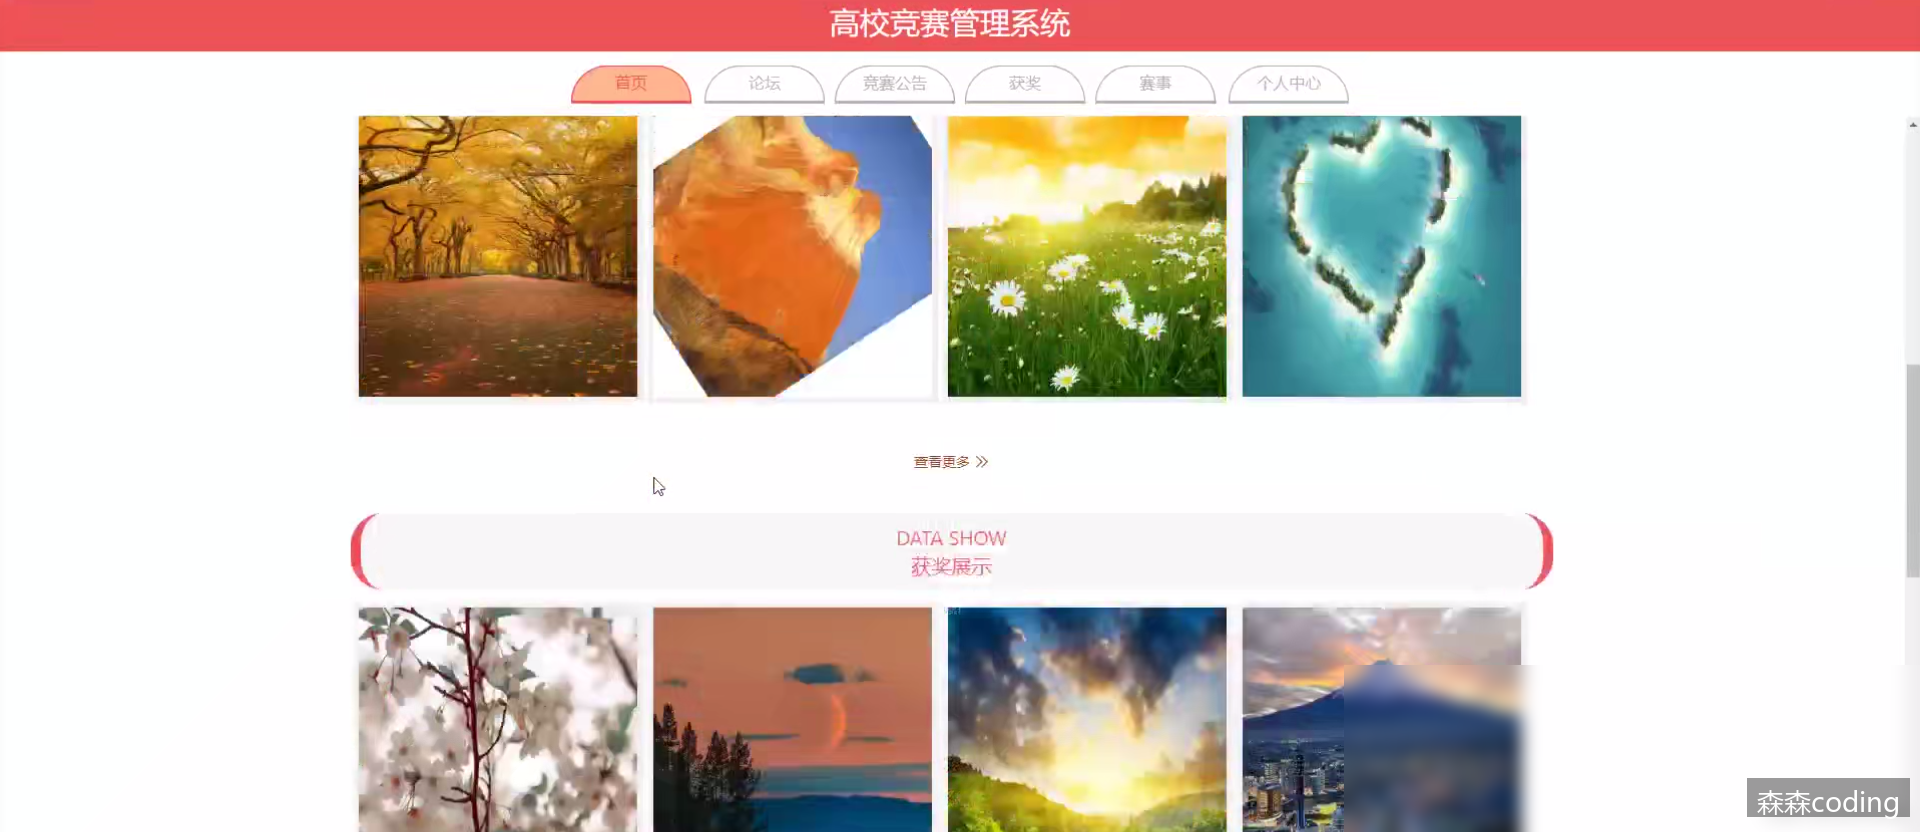 高校竞赛管理系统
首页
论坛
竞赛公告
获奖
赛事
个人中心
查看更多
DATA SHOW
获奖展示
森森coding